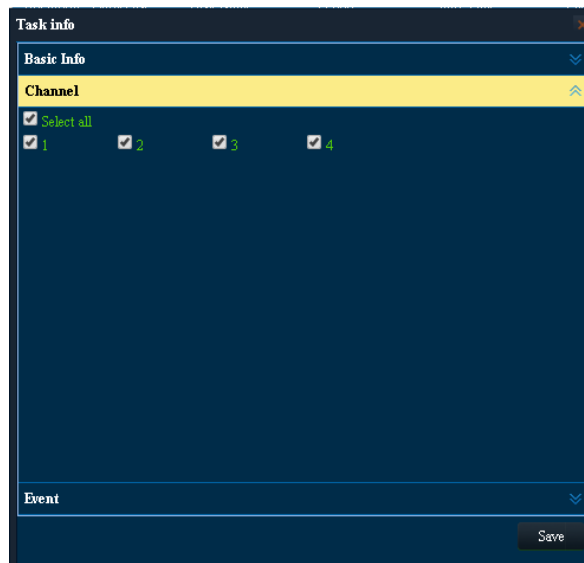 Task info
Basic Info
Channel
Select all
1 2 3 4
Event
Save